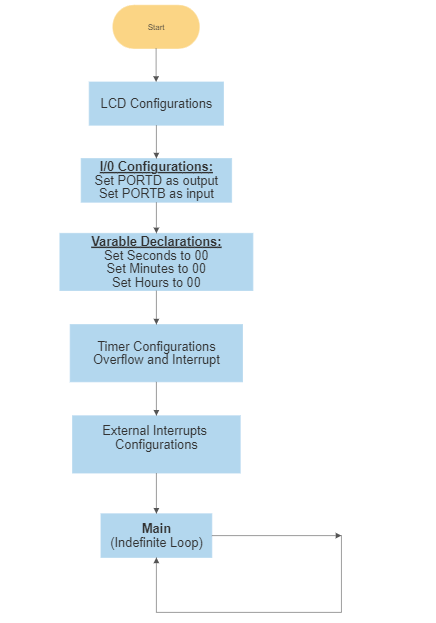 Start
LCD Configurations
I/0 Configurations:
Set PORTD as output
Set PORTB as input
Varable Declarations:
Set Seconds to 00
Set Minutes to 00
Set Hours to 00
Timer Configurations
Overflow and Interrupt
External Interrupts
Configurations
Main
(Indefinite Loop)